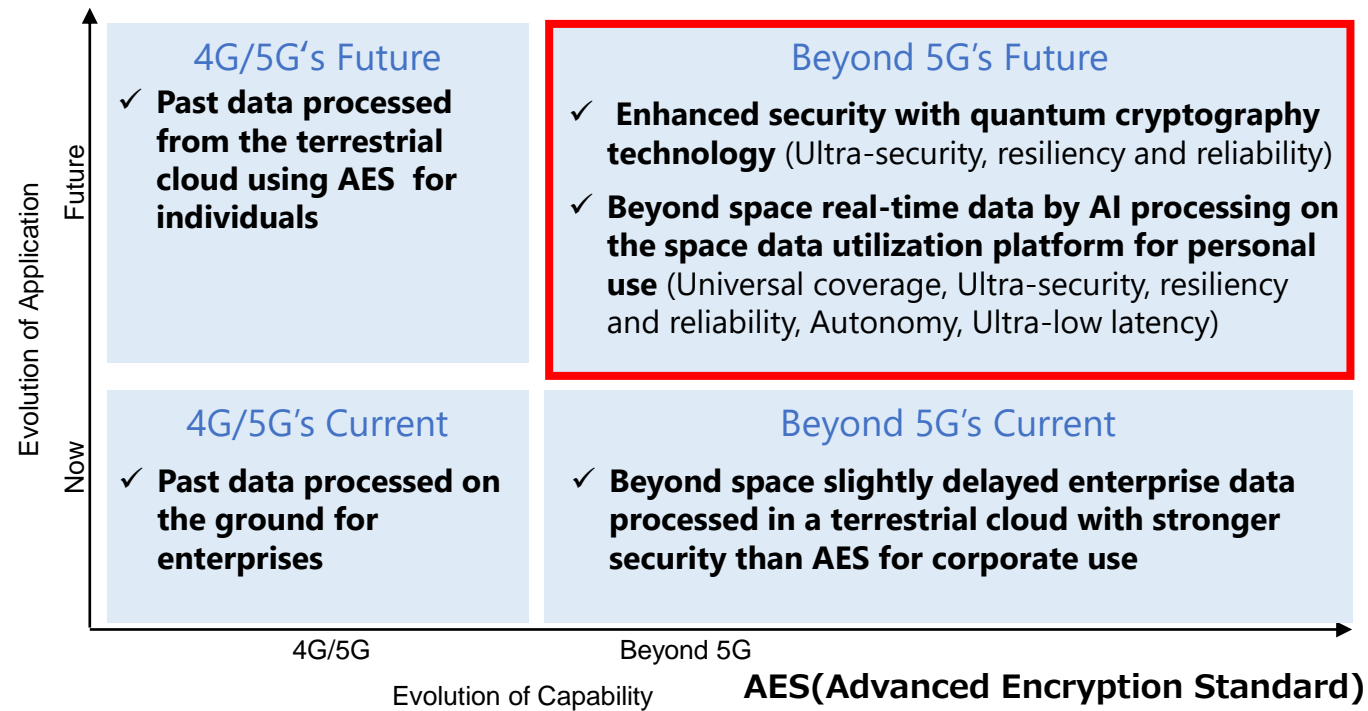 4G/5G‘s Future
✓ Past data processed
from the terrestrial
cloud using AES for
individuals
Beyond 5G's Future
✓ Enhanced security with quantum cryptography
technology (Ultra-security, resiliency and reliability)
✓ Beyond space real-time data by AI processing on
the space data utilization platform for personal
use (Universal coverage, Ultra-security, resiliency
and reliability, Autonomy, Ultra-low latency)
Evolution of Application
Future
Now
4G/5G's Current
✓ Past data processed on
the ground for
enterprises
Beyond 5G's Current
✓ Beyond space slightly delayed enterprise data
processed in a terrestrial cloud with stronger
security than AES for corporate use
4G/5G
Beyond 5G
Evolution of Capability
AES(Advanced Encryption Standard)